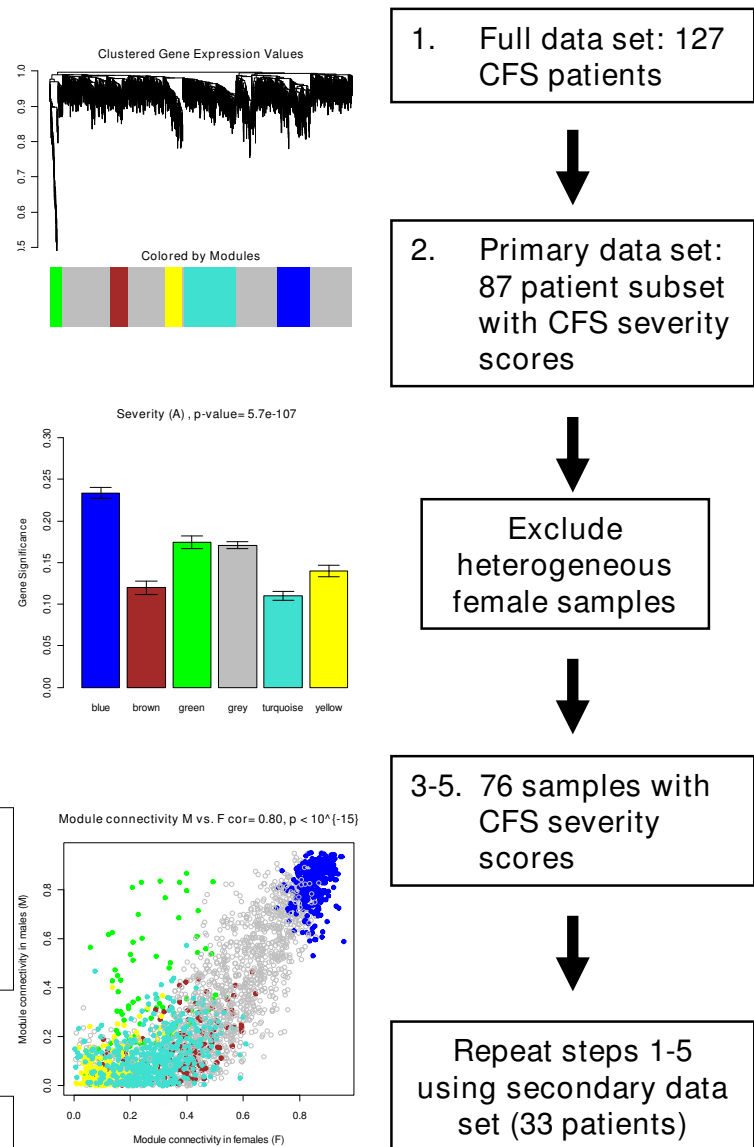 Clustered Gene Expression Values
1.0
0.9
0.8
0.7
0.6
0.5
Colored by Modules
Severity (A) , p-value= 5.7e-107
Gene Significance
0.30
0.25
0.20
0.15
0.10
0.05
0.00
blue brown green grey turquoise yellow
Module connectivity M vs. F cor= 0.80, p < 10^{-15}
Module connectivity in males (M)
0.8
0.6
0.4
0.2
0.0
0.0 0.2 0.4 0.6 0.8
Module connectivity in females (F)
1. Full data set: 127
CFS patients
2. Primary data set:
87 patient subset
with CFS severity
scores
Exclude
heterogeneous
female samples
3-5. 76 samples with
CFS severity
scores
Repeat steps 1-5
using secondary data
set (33 patients)